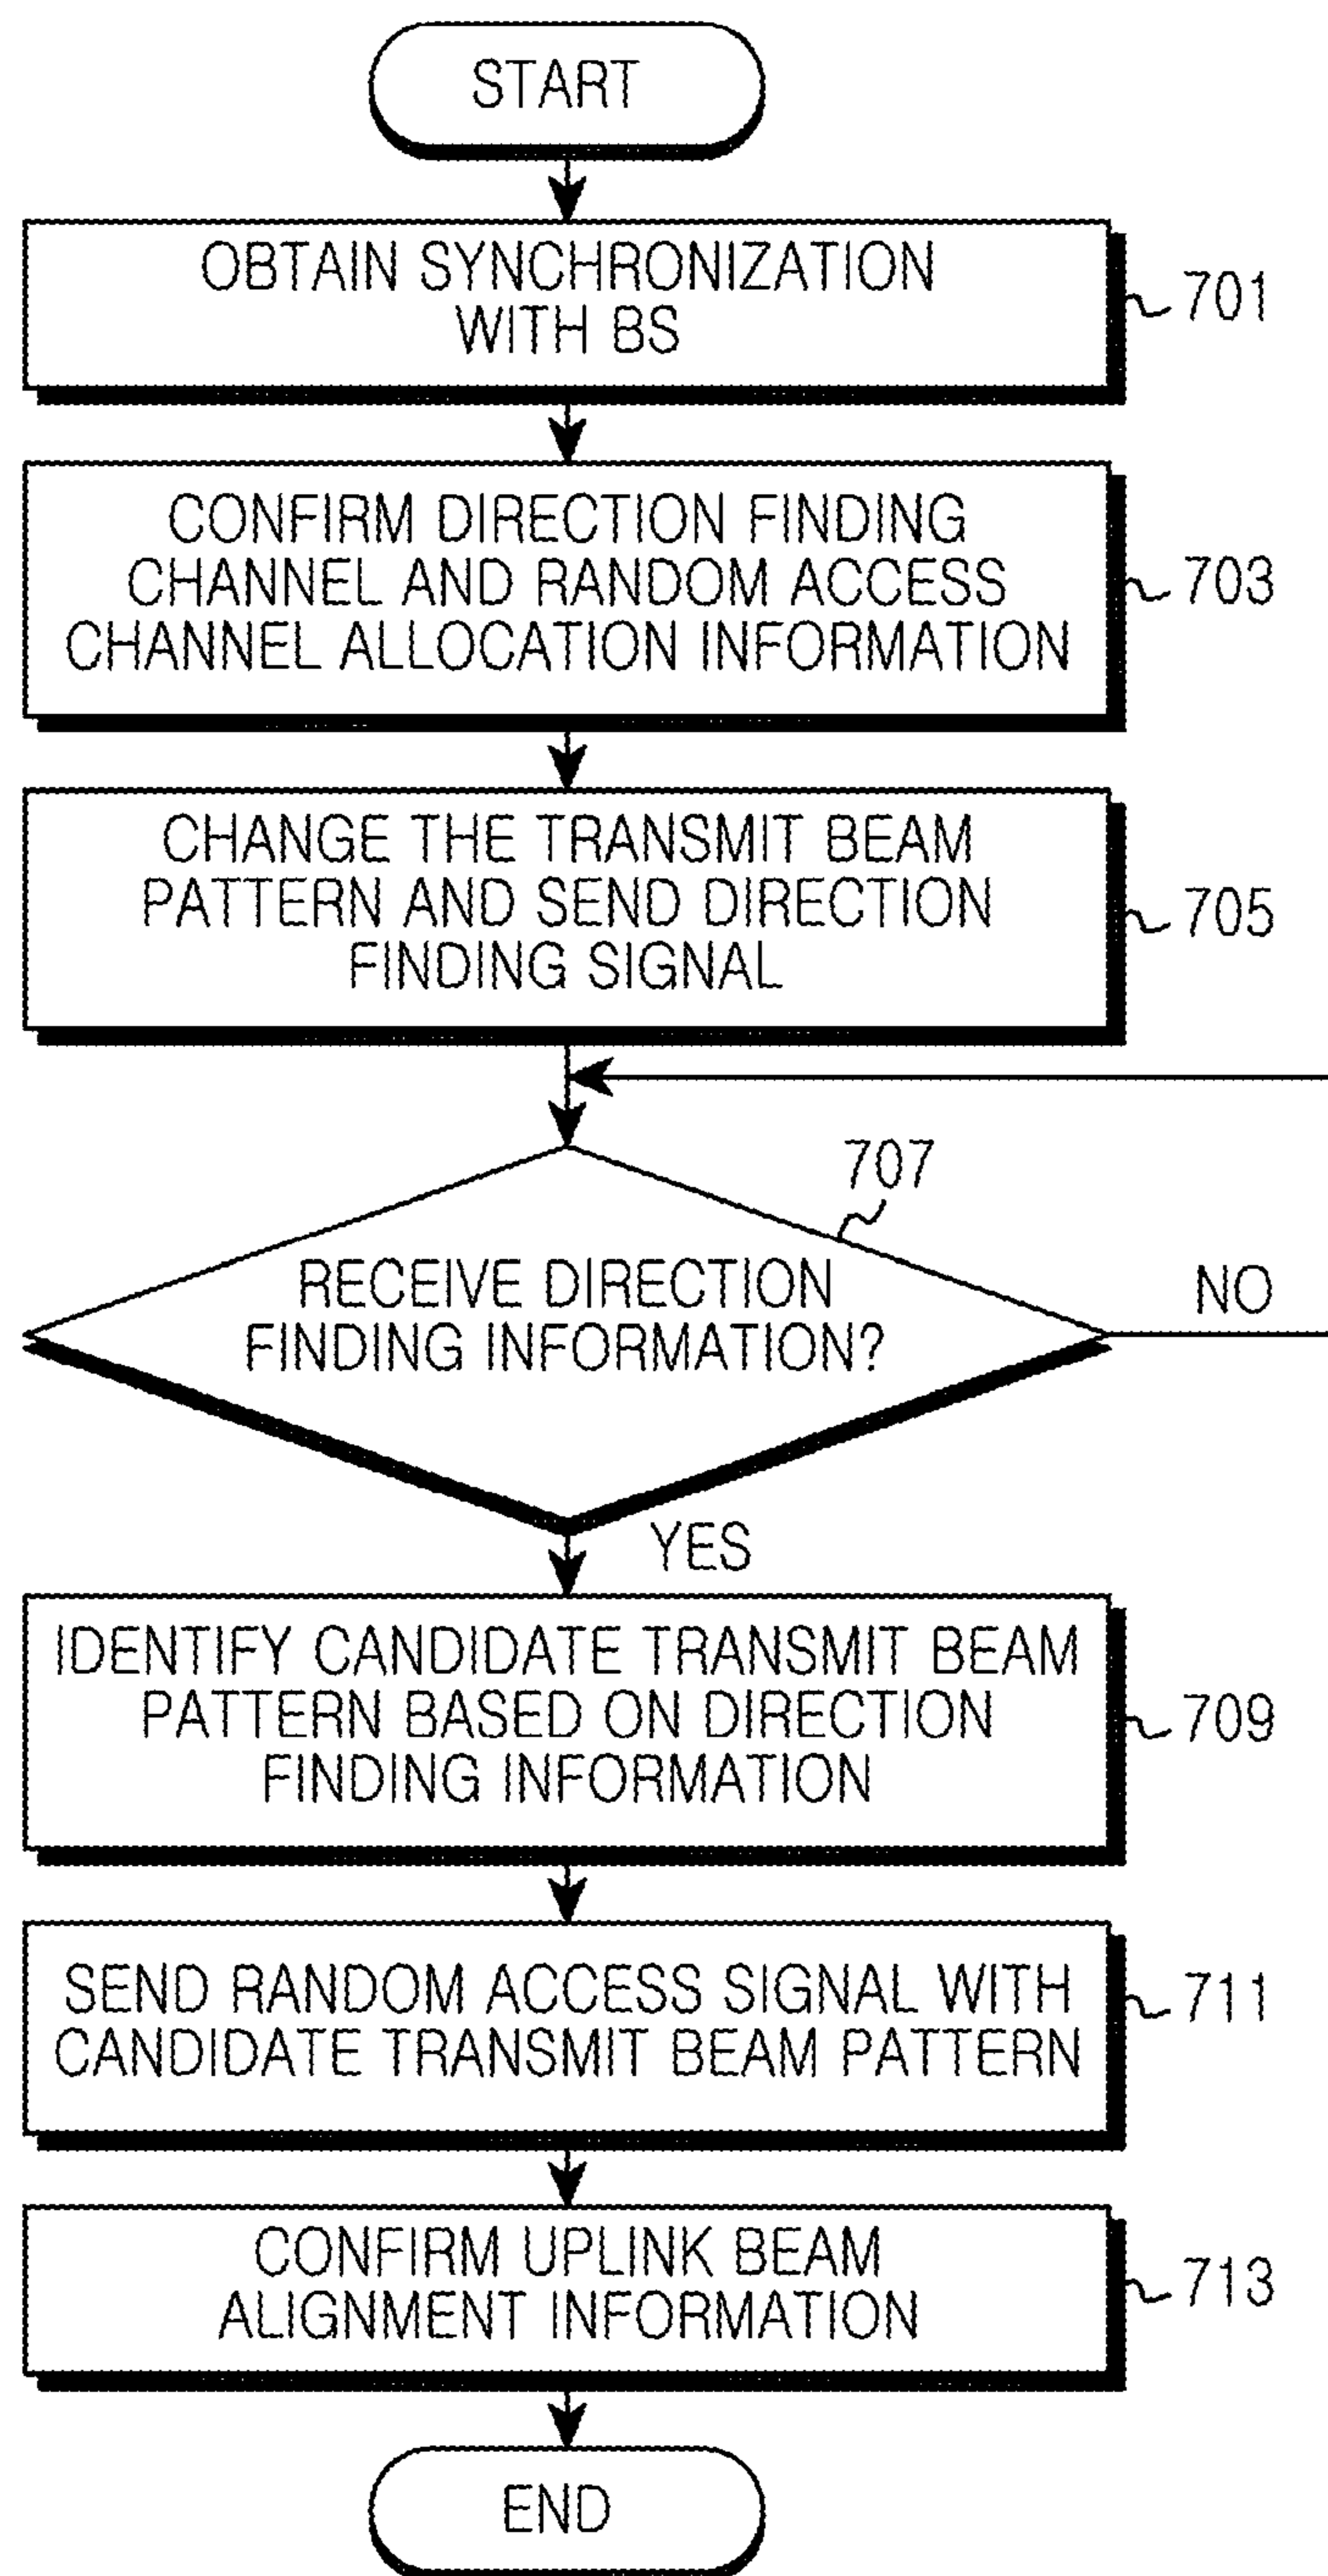 START
OBTAIN SYNCHRONIZATION
WITH BS
701
CONFIRM DIRECTION FINDING
CHANNEL AND RANDOM ACCESS
CHANNEL ALLOCATION INFORMATION
703
CHANGE THE TRANSMIT BEAM
PATTERN AND SEND DIRECTION
FINDING SIGNAL
705
707
RECEIVE DIRECTION
FINDING INFORMATION?
NO
YES
IDENTIFY CANDIDATE TRANSMIT BEAM
PATTERN BASED ON DIRECTION
FINDING INFORMATION
709
SEND RANDOM ACCESS SIGNAL WITH
CANDIDATE TRANSMIT BEAM PATTERN
711
CONFIRM UPLINK BEAM
ALIGNMENT INFORMATION
713
END